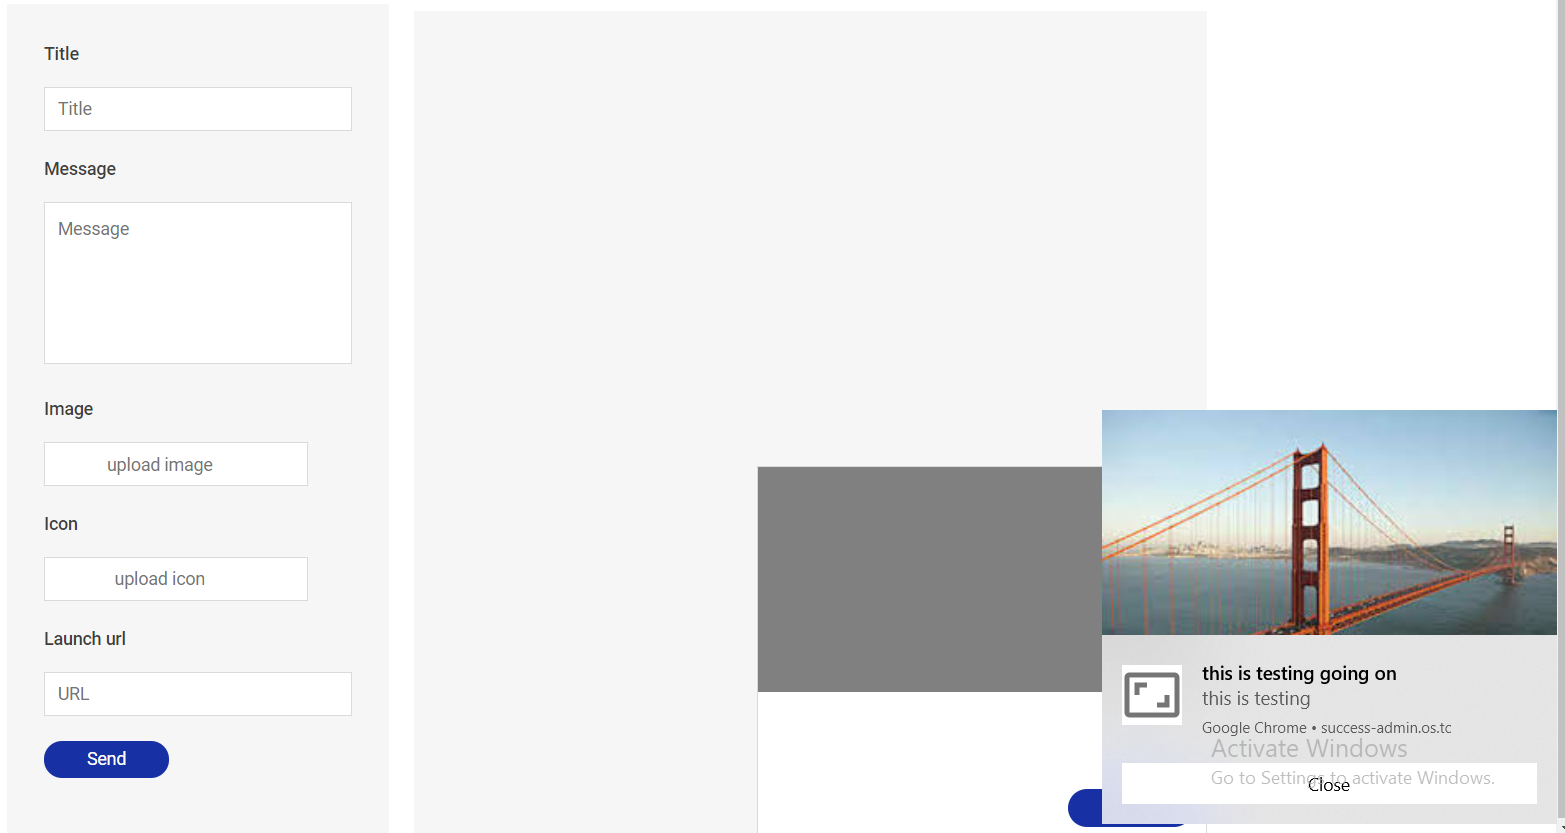 Title
Title
Message
Message
Image
upload image
Icon
upload icon
Launch url
URL
Send
this is testing going on
this is testing
Google Chrome • success-admin.os.tc
Activate Windows
Go to Settings to activate Windows.
Close